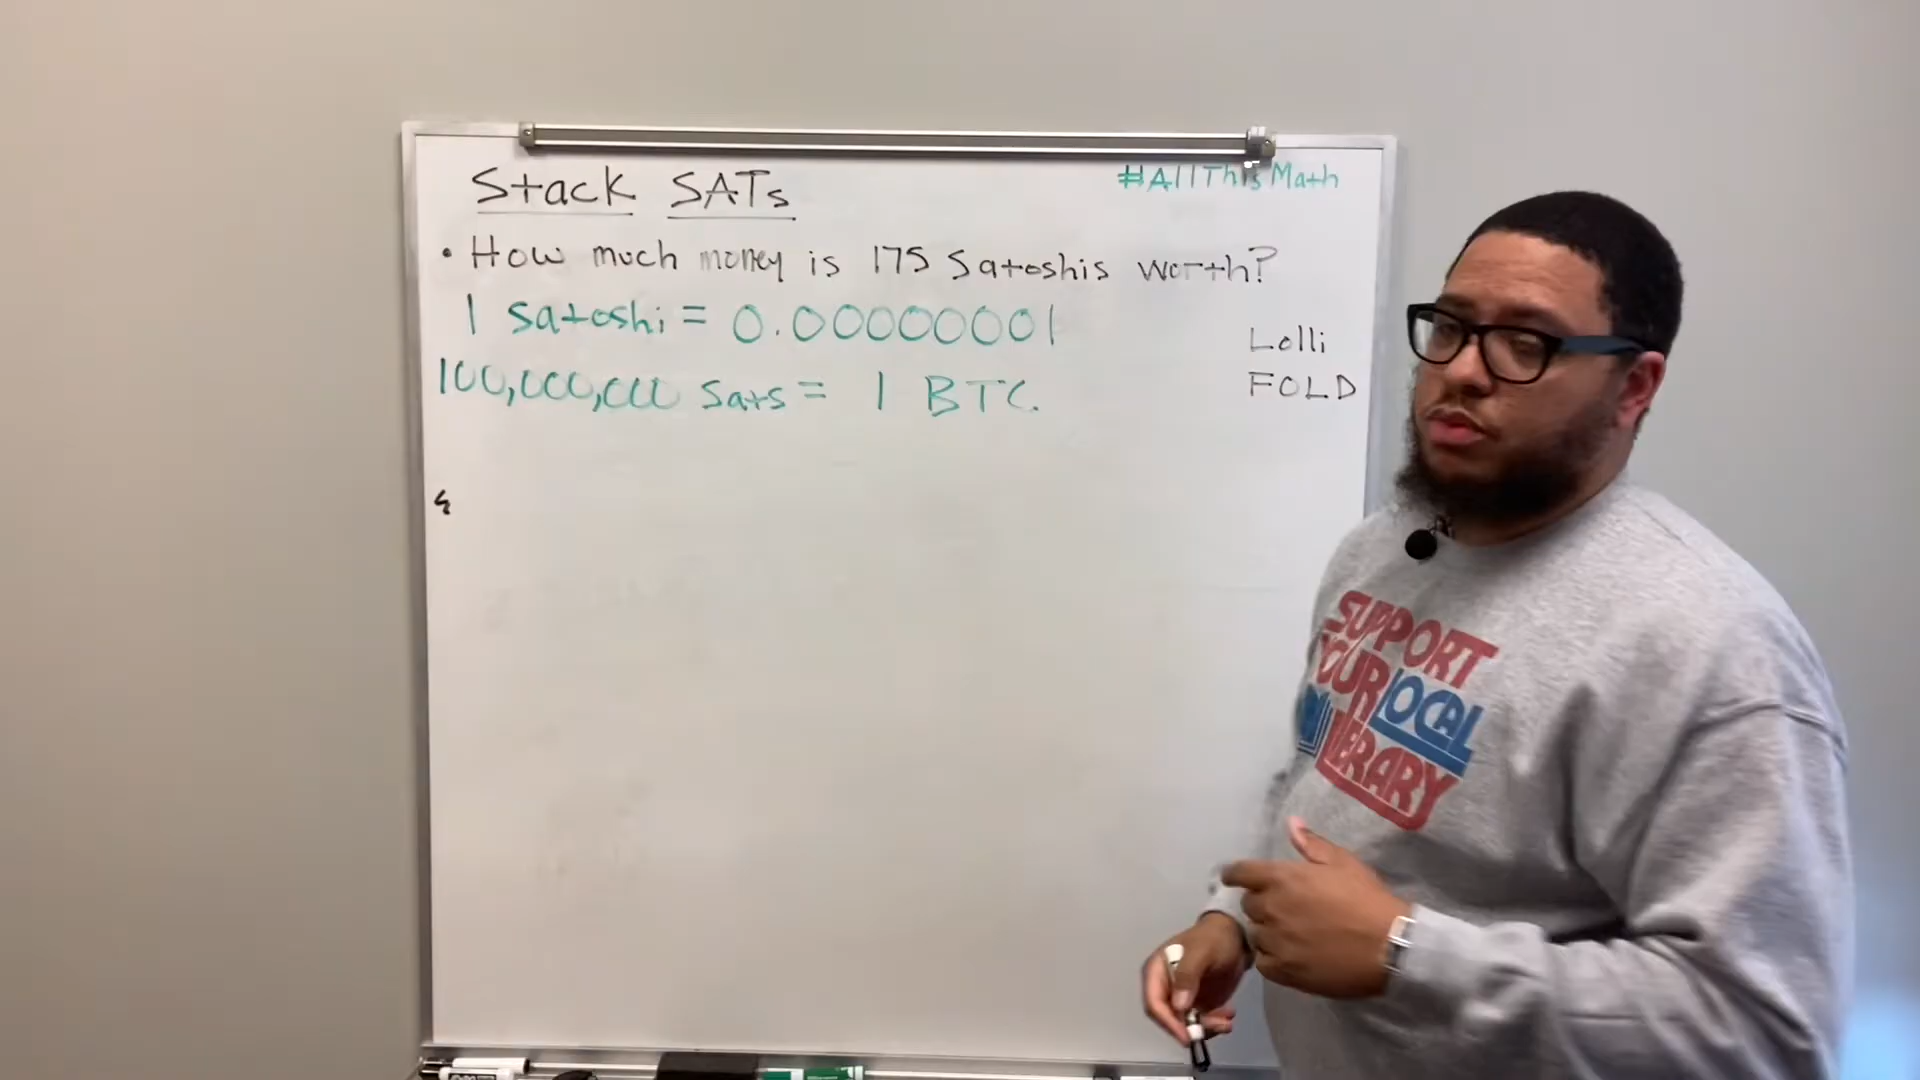 Stack SATs
#AllThisMath
• How much money is 175 Satoshis worth?
1 Satoshi = 0.00000001
100,000,000 Sats = 1 BTC.
Lolli
FOLD
SUPPORT
YOUR LOCAL
LIBRARY